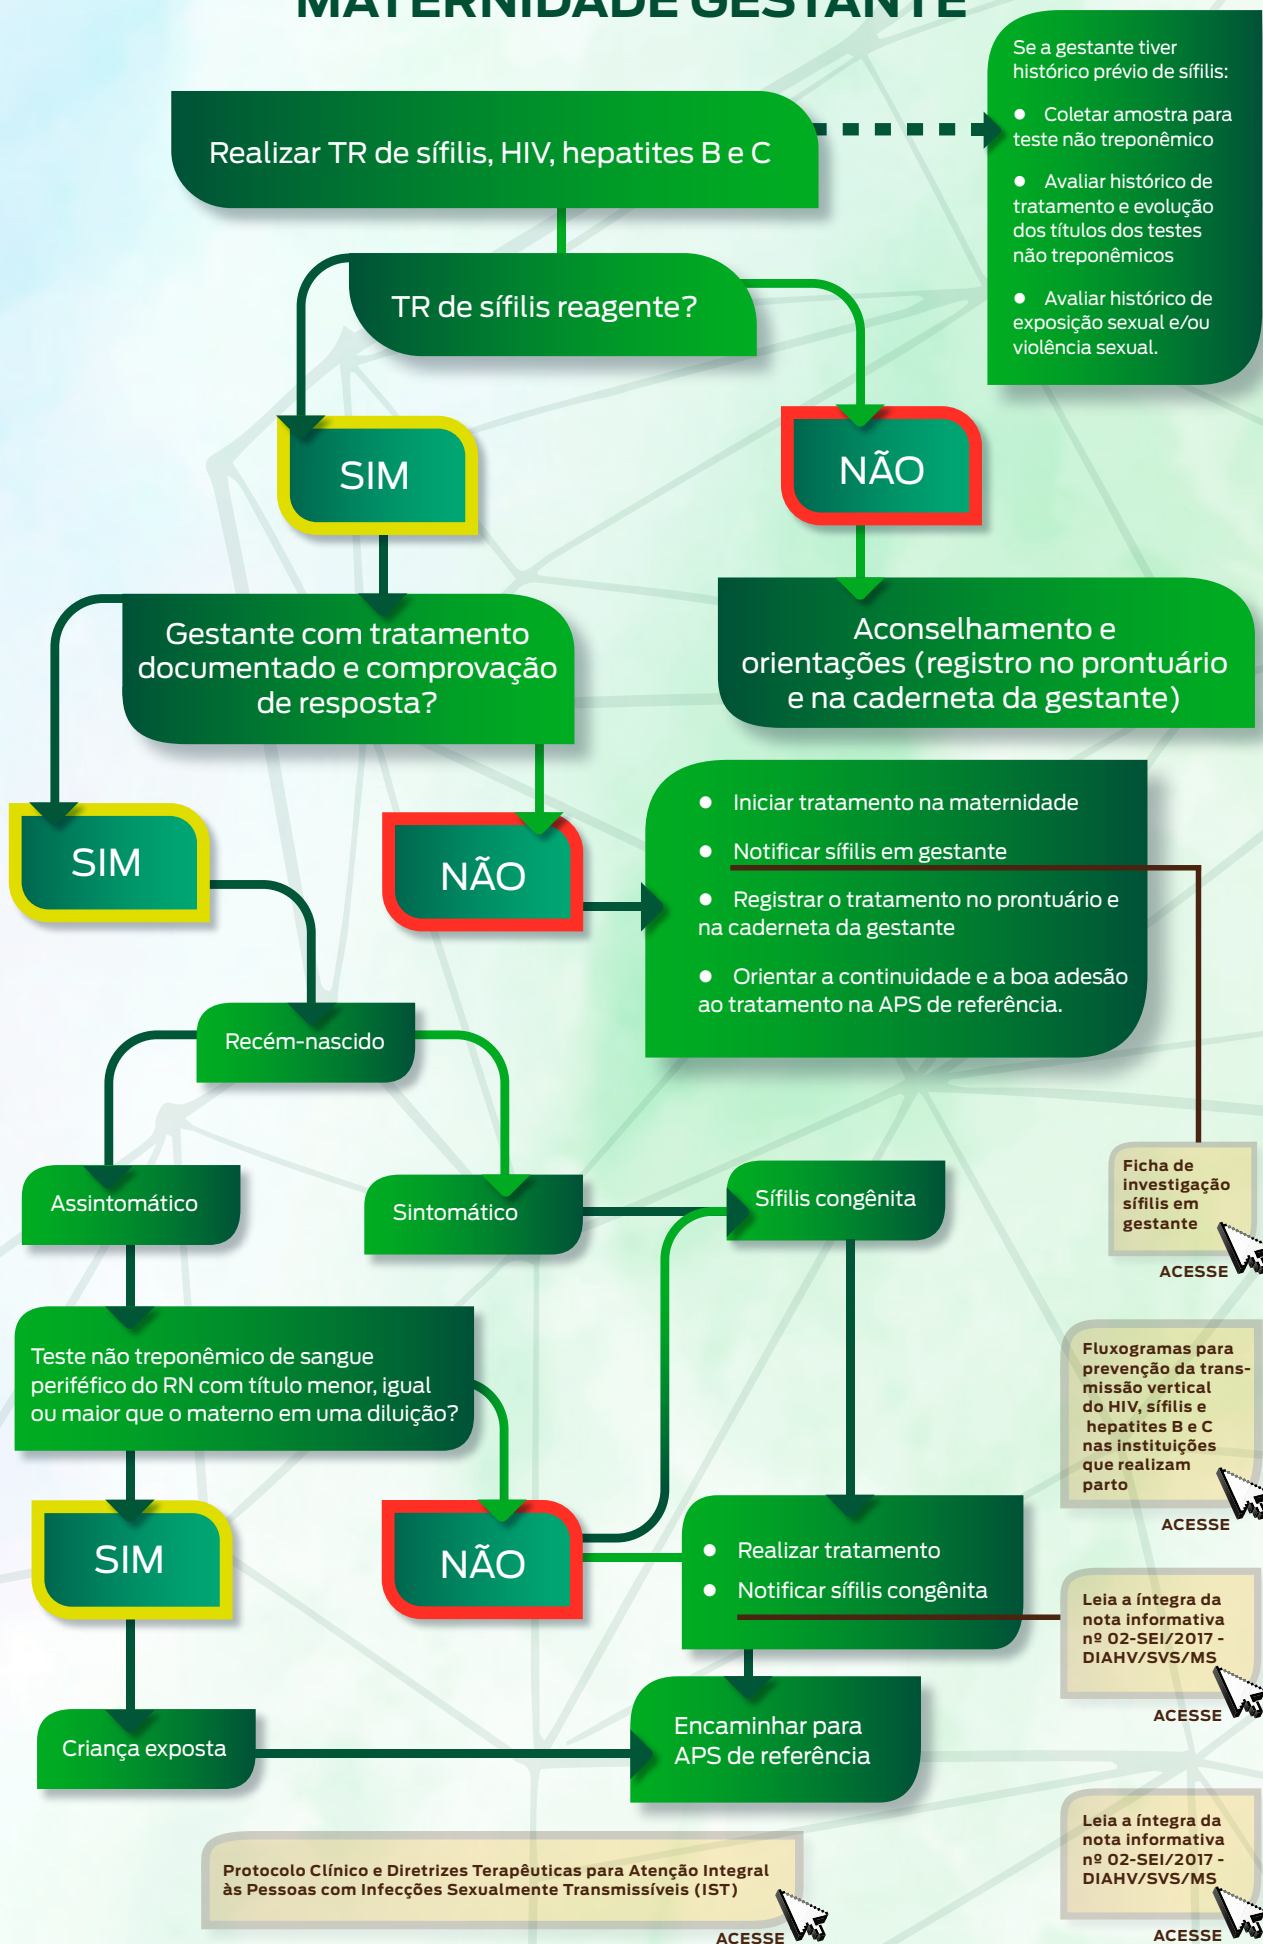 MATERNIDADE GESTANTE
Se a gestante tiver
histórico prévio de sífilis:
● Coletar amostra para
teste não treponêmico
● Avaliar histórico de
tratamento e evolução
dos títulos dos testes
não treponêmicos
● Avaliar histórico de
exposição sexual e/ou
violência sexual.
Realizar TR de sífilis, HIV, hepatites B e C
TR de sífilis reagente?
SIM
NÃO
Gestante com tratamento
documentado e comprovação
de resposta?
Aconselhamento e
orientações (registro no prontuário
e na caderneta da gestante)
SIM
NÃO
● Iniciar tratamento na maternidade
● Notificar sífilis em gestante
● Registrar o tratamento no prontuário e
na caderneta da gestante
● Orientar a continuidade e a boa adesão
ao tratamento na APS de referência.
Recém-nascido
Assintomático
Sintomático
Sífilis congênita
Ficha de
investigação
sífilis em
gestante
ACESSE
Teste não treponêmico de sangue
periféfico do RN com título menor, igual
ou maior que o materno em uma diluição?
Fluxogramas para
prevenção da trans-
missão vertical
do HIV, sífilis e
hepatites B e C
nas instituições
que realizam
parto
ACESSE
SIM
NÃO
● Realizar tratamento
● Notificar sífilis congênita
Leia a íntegra da
nota informativa
nº 02-SEI/2017 -
DIAHV/SVS/MS
ACESSE
Criança exposta
Encaminhar para
APS de referência
Leia a íntegra da
nota informativa
nº 02-SEI/2017 -
DIAHV/SVS/MS
ACESSE
Protocolo Clínico e Diretrizes Terapêuticas para Atenção Integral
às Pessoas com Infecções Sexualmente Transmissíveis (IST)
ACESSE